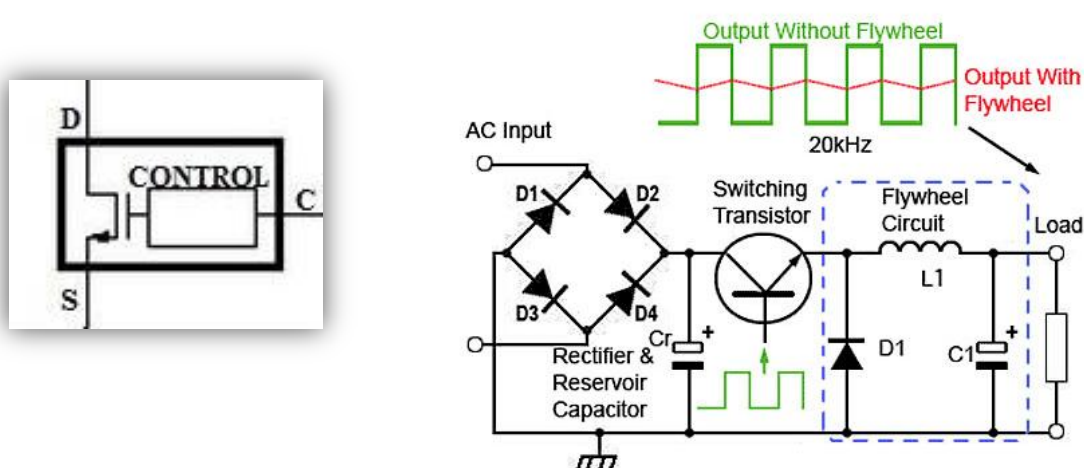 D
CONTROL
C
S
Output Without Flywheel
Output With
Flywheel
20kHz
AC Input
D1
D2
D3
D4
Switching
Transistor
Flywheel
Circuit
Load
L1
Cr
+
Rectifier &
Reservoir
Capacitor
D1
C1
+